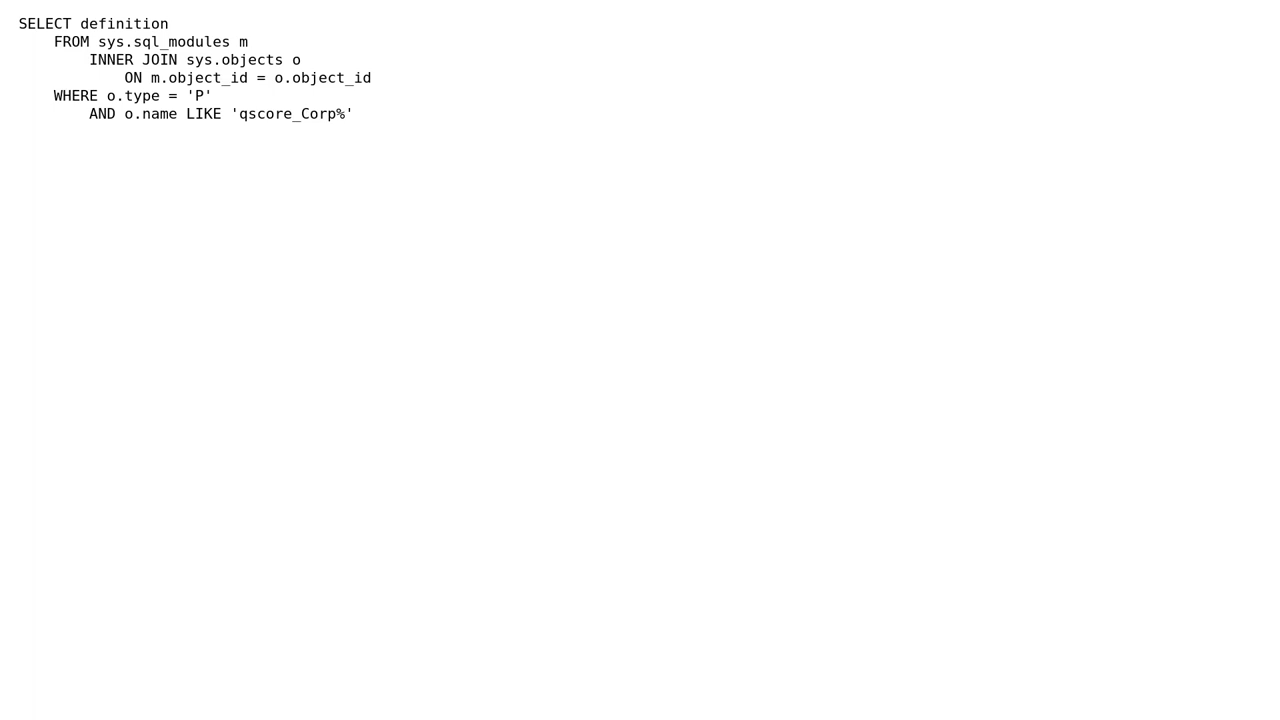 SELECT definition
    FROM sys.sql_modules m
        INNER JOIN sys.objects o
            ON m.object_id = o.object_id
    WHERE o.type = 'P'
        AND o.name LIKE 'qscore_Corp%'